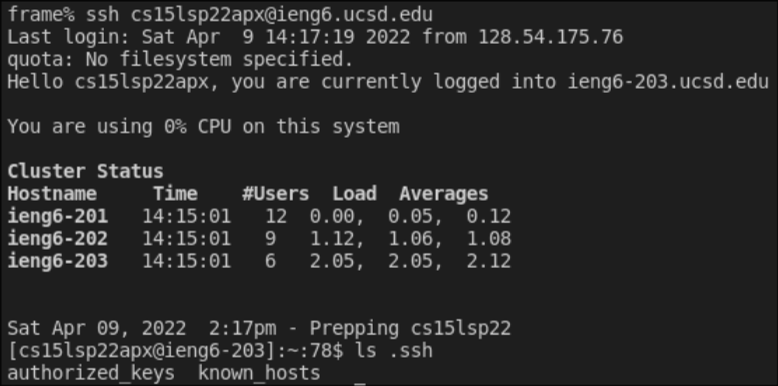 frame% ssh cs15lsp22apx@ieng6.ucsd.edu
Last login: Sat Apr  9 14:17:19 2022 from 128.54.175.76
quota: No filesystem specified.
Hello cs15lsp22apx, you are currently logged into ieng6-203.ucsd.edu
You are using 0% CPU on this system
Cluster Status
Hostname     Time    #Users  Load  Averages
ieng6-201   14:15:01   12  0.00,  0.05,  0.12
ieng6-202   14:15:01   9   1.12,  1.06,  1.08
ieng6-203   14:15:01   6   2.05,  2.05,  2.12
Sat Apr 09, 2022  2:17pm - Prepping cs15lsp22
[cs15lsp22apx@ieng6-203]:~:78$ ls .ssh
authorized_keys  known_hosts   _